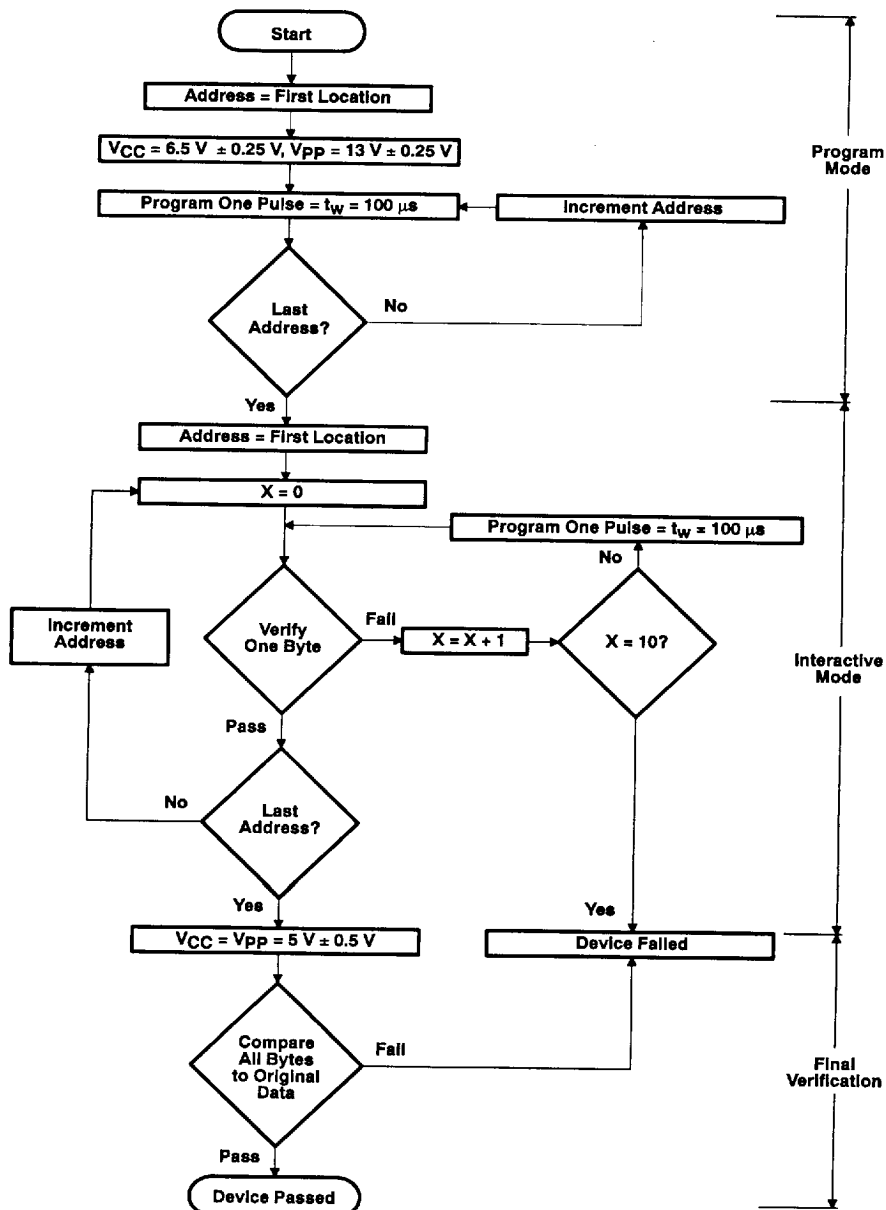 Start
Address = First Location
VCC = 6.5 V ± 0.25 V, VPP = 13 V ± 0.25 V
Program
Mode
Program One Pulse = tw = 100 μs
Increment Address
Last
Address?
No
Yes
Address = First Location
X = 0
Program One Pulse = tw = 100 μs
No
Increment
Address
Verify
One Byte
Fail
X = X + 1
X = 10?
Interactive
Mode
Pass
No
Last
Address?
Yes
Yes
VCC = VPP = 5 V ± 0.5 V
Device Failed
Compare
All Bytes
to Original
Data
Fail
Final
Verification
Pass
Device Passed